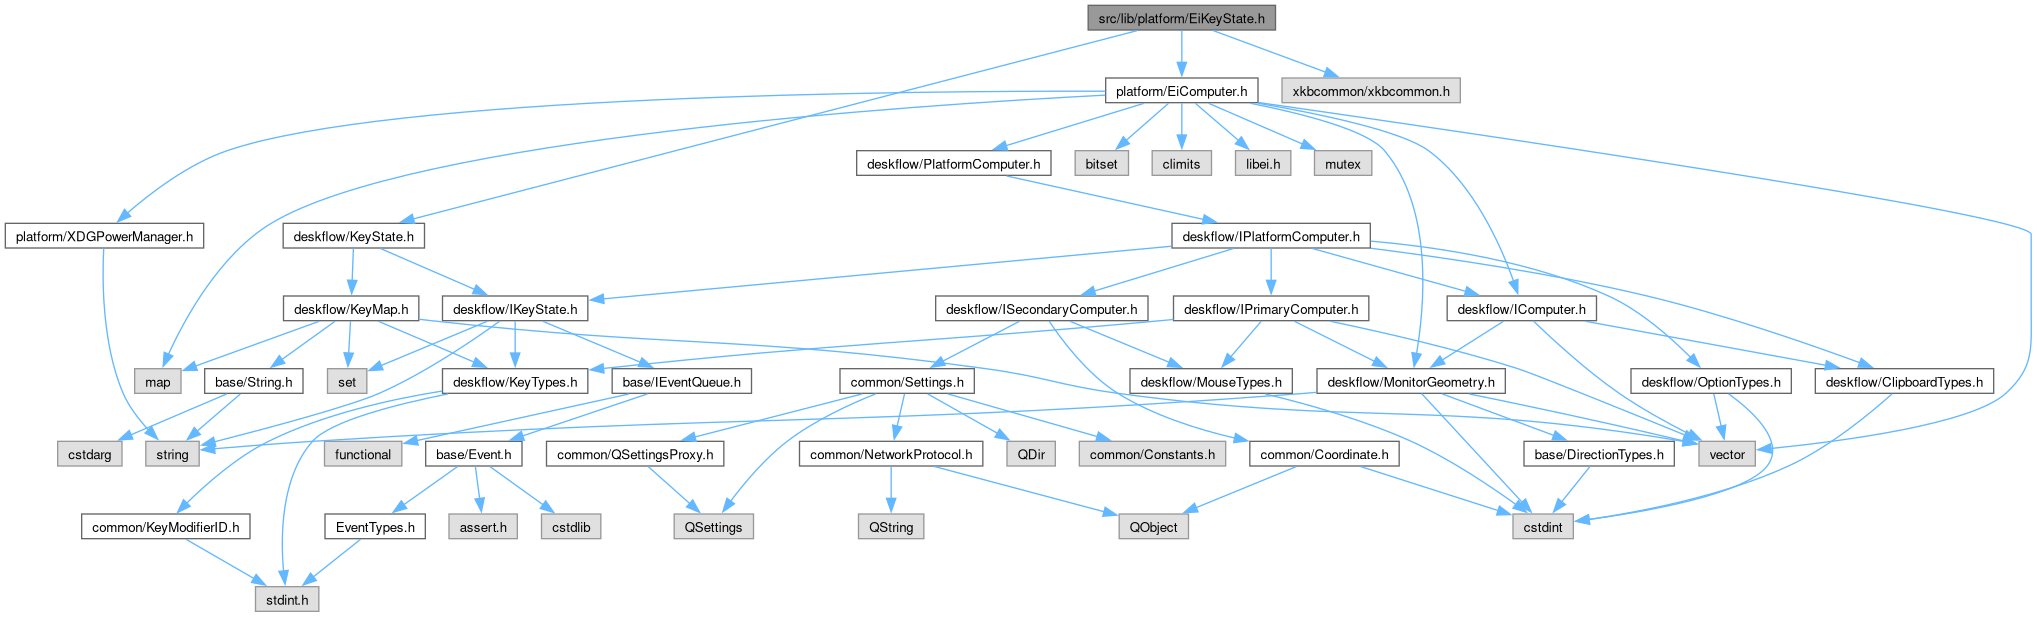 src/lib/platform/EiKeyState.h
platform/EiComputer.h
xkbcommon/xkbcommon.h
deskflow/PlatformComputer.h
bitset
climits
libei.h
mutex
platform/XDGPowerManager.h
deskflow/KeyState.h
deskflow/IPlatformComputer.h
deskflow/KeyMap.h
deskflow/IKeyState.h
deskflow/ISecondaryComputer.h
deskflow/IPrimaryComputer.h
deskflow/IComputer.h
map
base/String.h
set
deskflow/KeyTypes.h
base/IEventQueue.h
common/Settings.h
deskflow/MouseTypes.h
deskflow/MonitorGeometry.h
deskflow/OptionTypes.h
deskflow/ClipboardTypes.h
cstdarg
string
functional
base/Event.h
common/QSettingsProxy.h
common/NetworkProtocol.h
QDir
common/Constants.h
common/Coordinate.h
base/DirectionTypes.h
vector
common/KeyModifierID.h
EventTypes.h
assert.h
cstdlib
QSettings
QString
QObject
cstdint
stdint.h